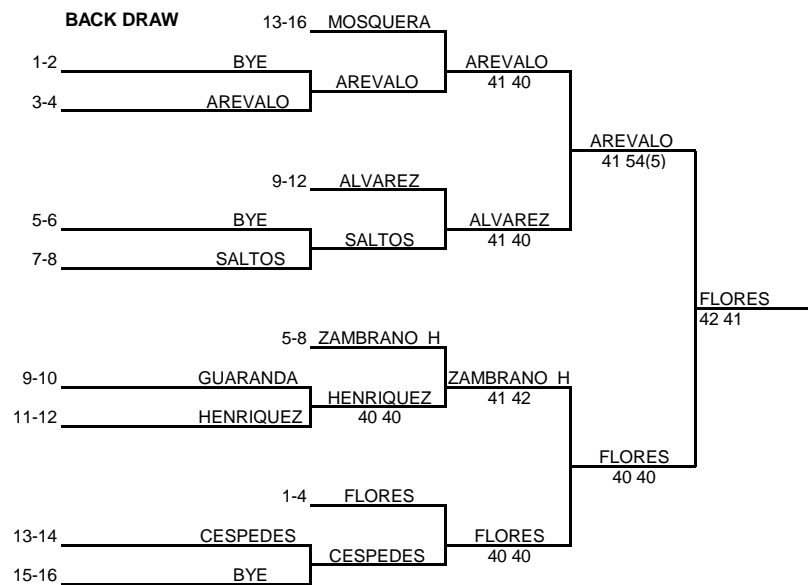 BACK DRAW
13-16 MOSQUERA
1-2 BYE AREVALO
AREVALO 41 40
3-4 AREVALO
AREVALO
41 54(5)
9-12 ALVAREZ
5-6 BYE ALVAREZ
SALTOS 41 40
7-8 SALTOS
FLORES
42 41
5-8 ZAMBRANO H
9-10 GUARANDA ZAMBRANO H
HENRIQUEZ 41 42
11-12 HENRIQUEZ 40 40
FLORES
40 40
1-4 FLORES
13-14 CESPEDES FLORES
CESPEDES 40 40
15-16 BYE